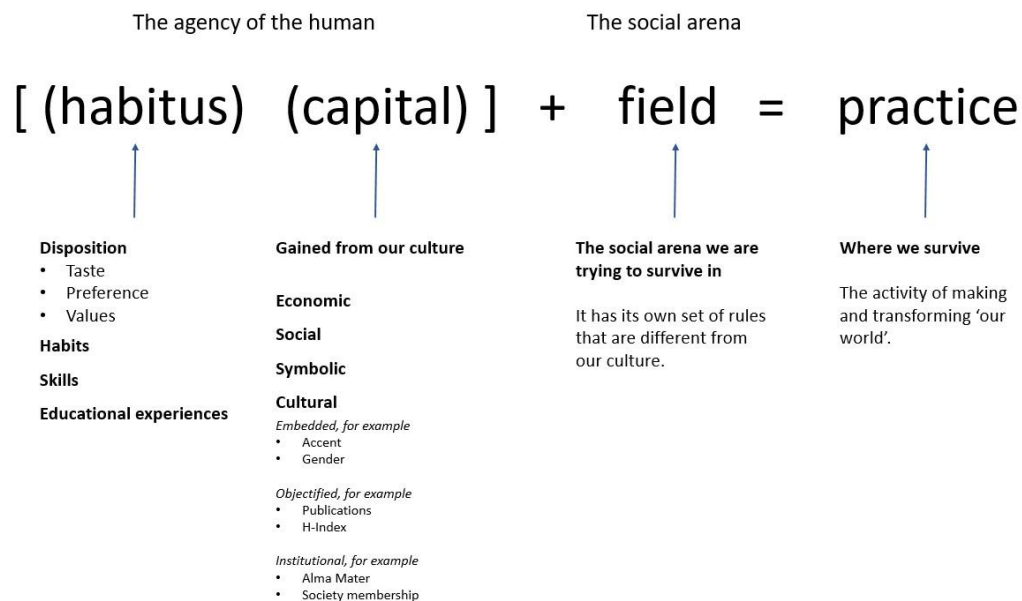 The agency of the human
The social arena
[ (habitus) (capital) ] + field = practice
Disposition
• Taste
• Preference
• Values
Habits
Skills
Educational experiences
Gained from our culture
Economic
Social
Symbolic
Cultural
Embedded, for example
• Accent
• Gender
Objectified, for example
• Publications
• H-Index
Institutional, for example
• Alma Mater
• Society membership
The social arena we are
trying to survive in
It has its own set of rules
that are different from
our culture.
Where we survive
The activity of making
and transforming ‘our
world’.